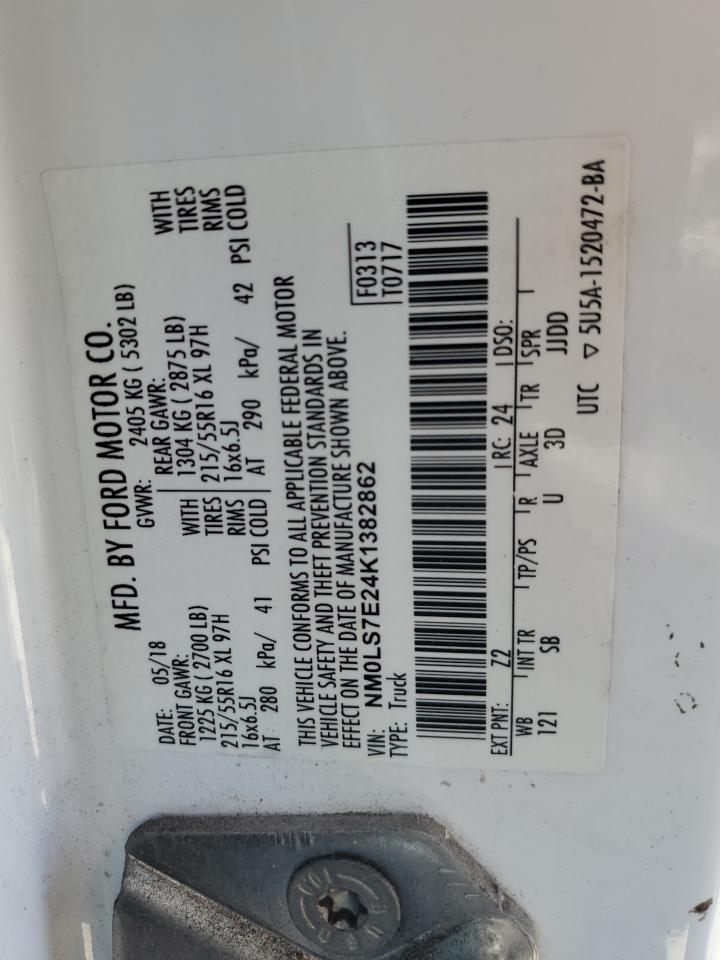 MFD. BY FORD MOTOR CO.
DATE: 05/18 GVWR: 2405 KG ( 5302 LB)
FRONT GAWR: REAR GAWR:
1225 KG ( 2700 LB) WITH 1304 KG ( 2875 LB) WITH
215/55R16 XL 97H TIRES 215/55R16 XL 97H TIRES
16x6.5J RIMS 16x6.5J RIMS
AT 280 kPa/ 41 PSI COLD AT 290 kPa/ 42 PSI COLD
THIS VEHICLE CONFORMS TO ALL APPLICABLE FEDERAL MOTOR
VEHICLE SAFETY AND THEFT PREVENTION STANDARDS IN
EFFECT ON THE DATE OF MANUFACTURE SHOWN ABOVE.
VIN: NM0LS7E24K1382862
TYPE: Truck
F0313
T0717
EXT PNT: Z2 RC: 24 DSO:
WB INT TR TP/PS R AXLE TR SPR
121 SB U 3D JJDD
UTC ▽ 5U5A-1520472-BA